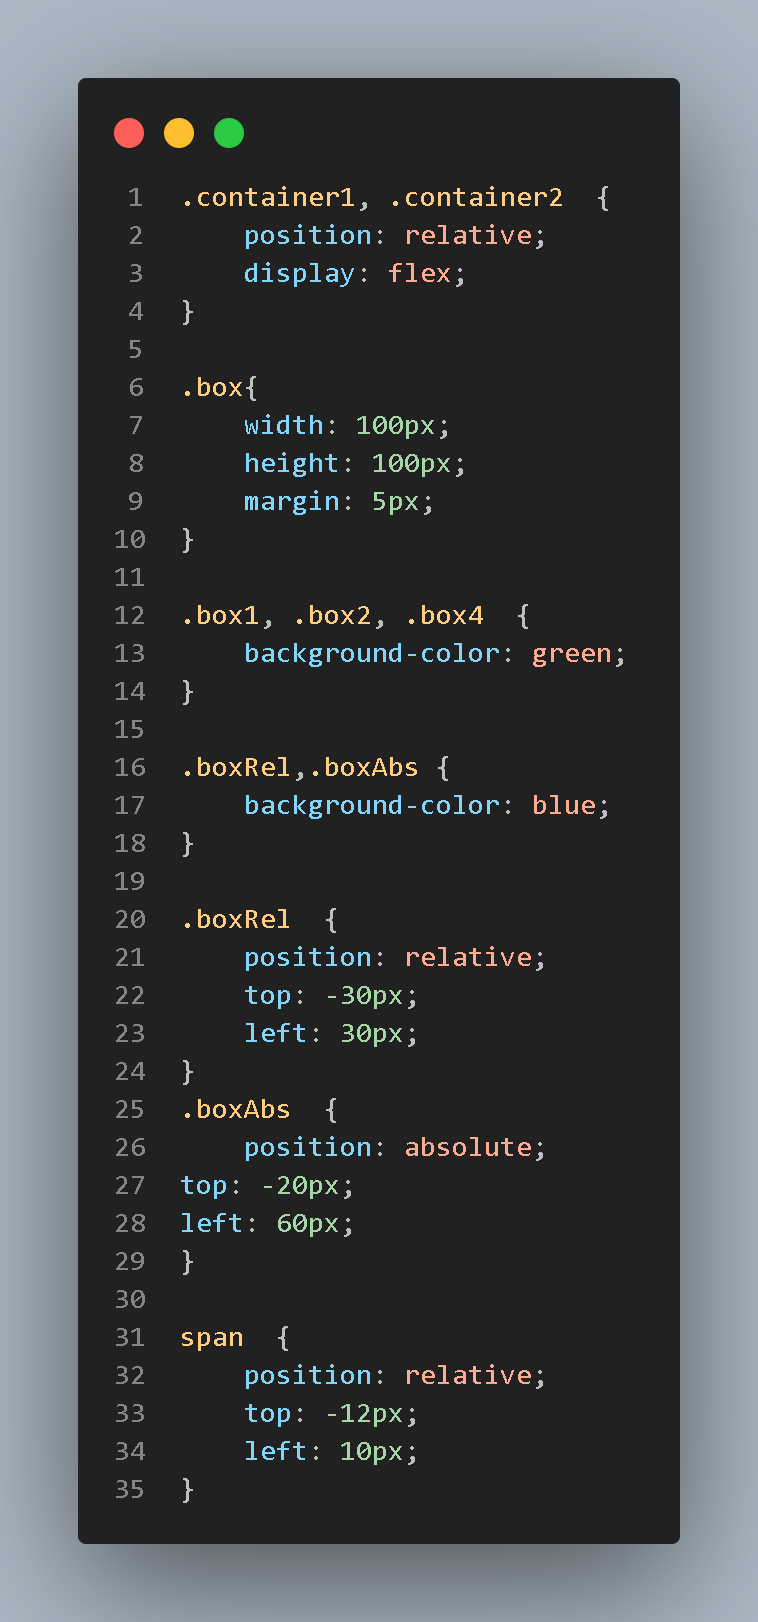 1 .container1, .container2  {
2     position: relative;
3     display: flex;
4 }
5
6 .box{
7     width: 100px;
8     height: 100px;
9     margin: 5px;
10 }
11
12 .box1, .box2, .box4  {
13     background-color: green;
14 }
15
16 .boxRel,.boxAbs {
17     background-color: blue;
18 }
19
20 .boxRel  {
21     position: relative;
22     top: -30px;
23     left: 30px;
24 }
25 .boxAbs  {
26     position: absolute;
27 top: -20px;
28 left: 60px;
29 }
30
31 span  {
32     position: relative;
33     top: -12px;
34     left: 10px;
35 }